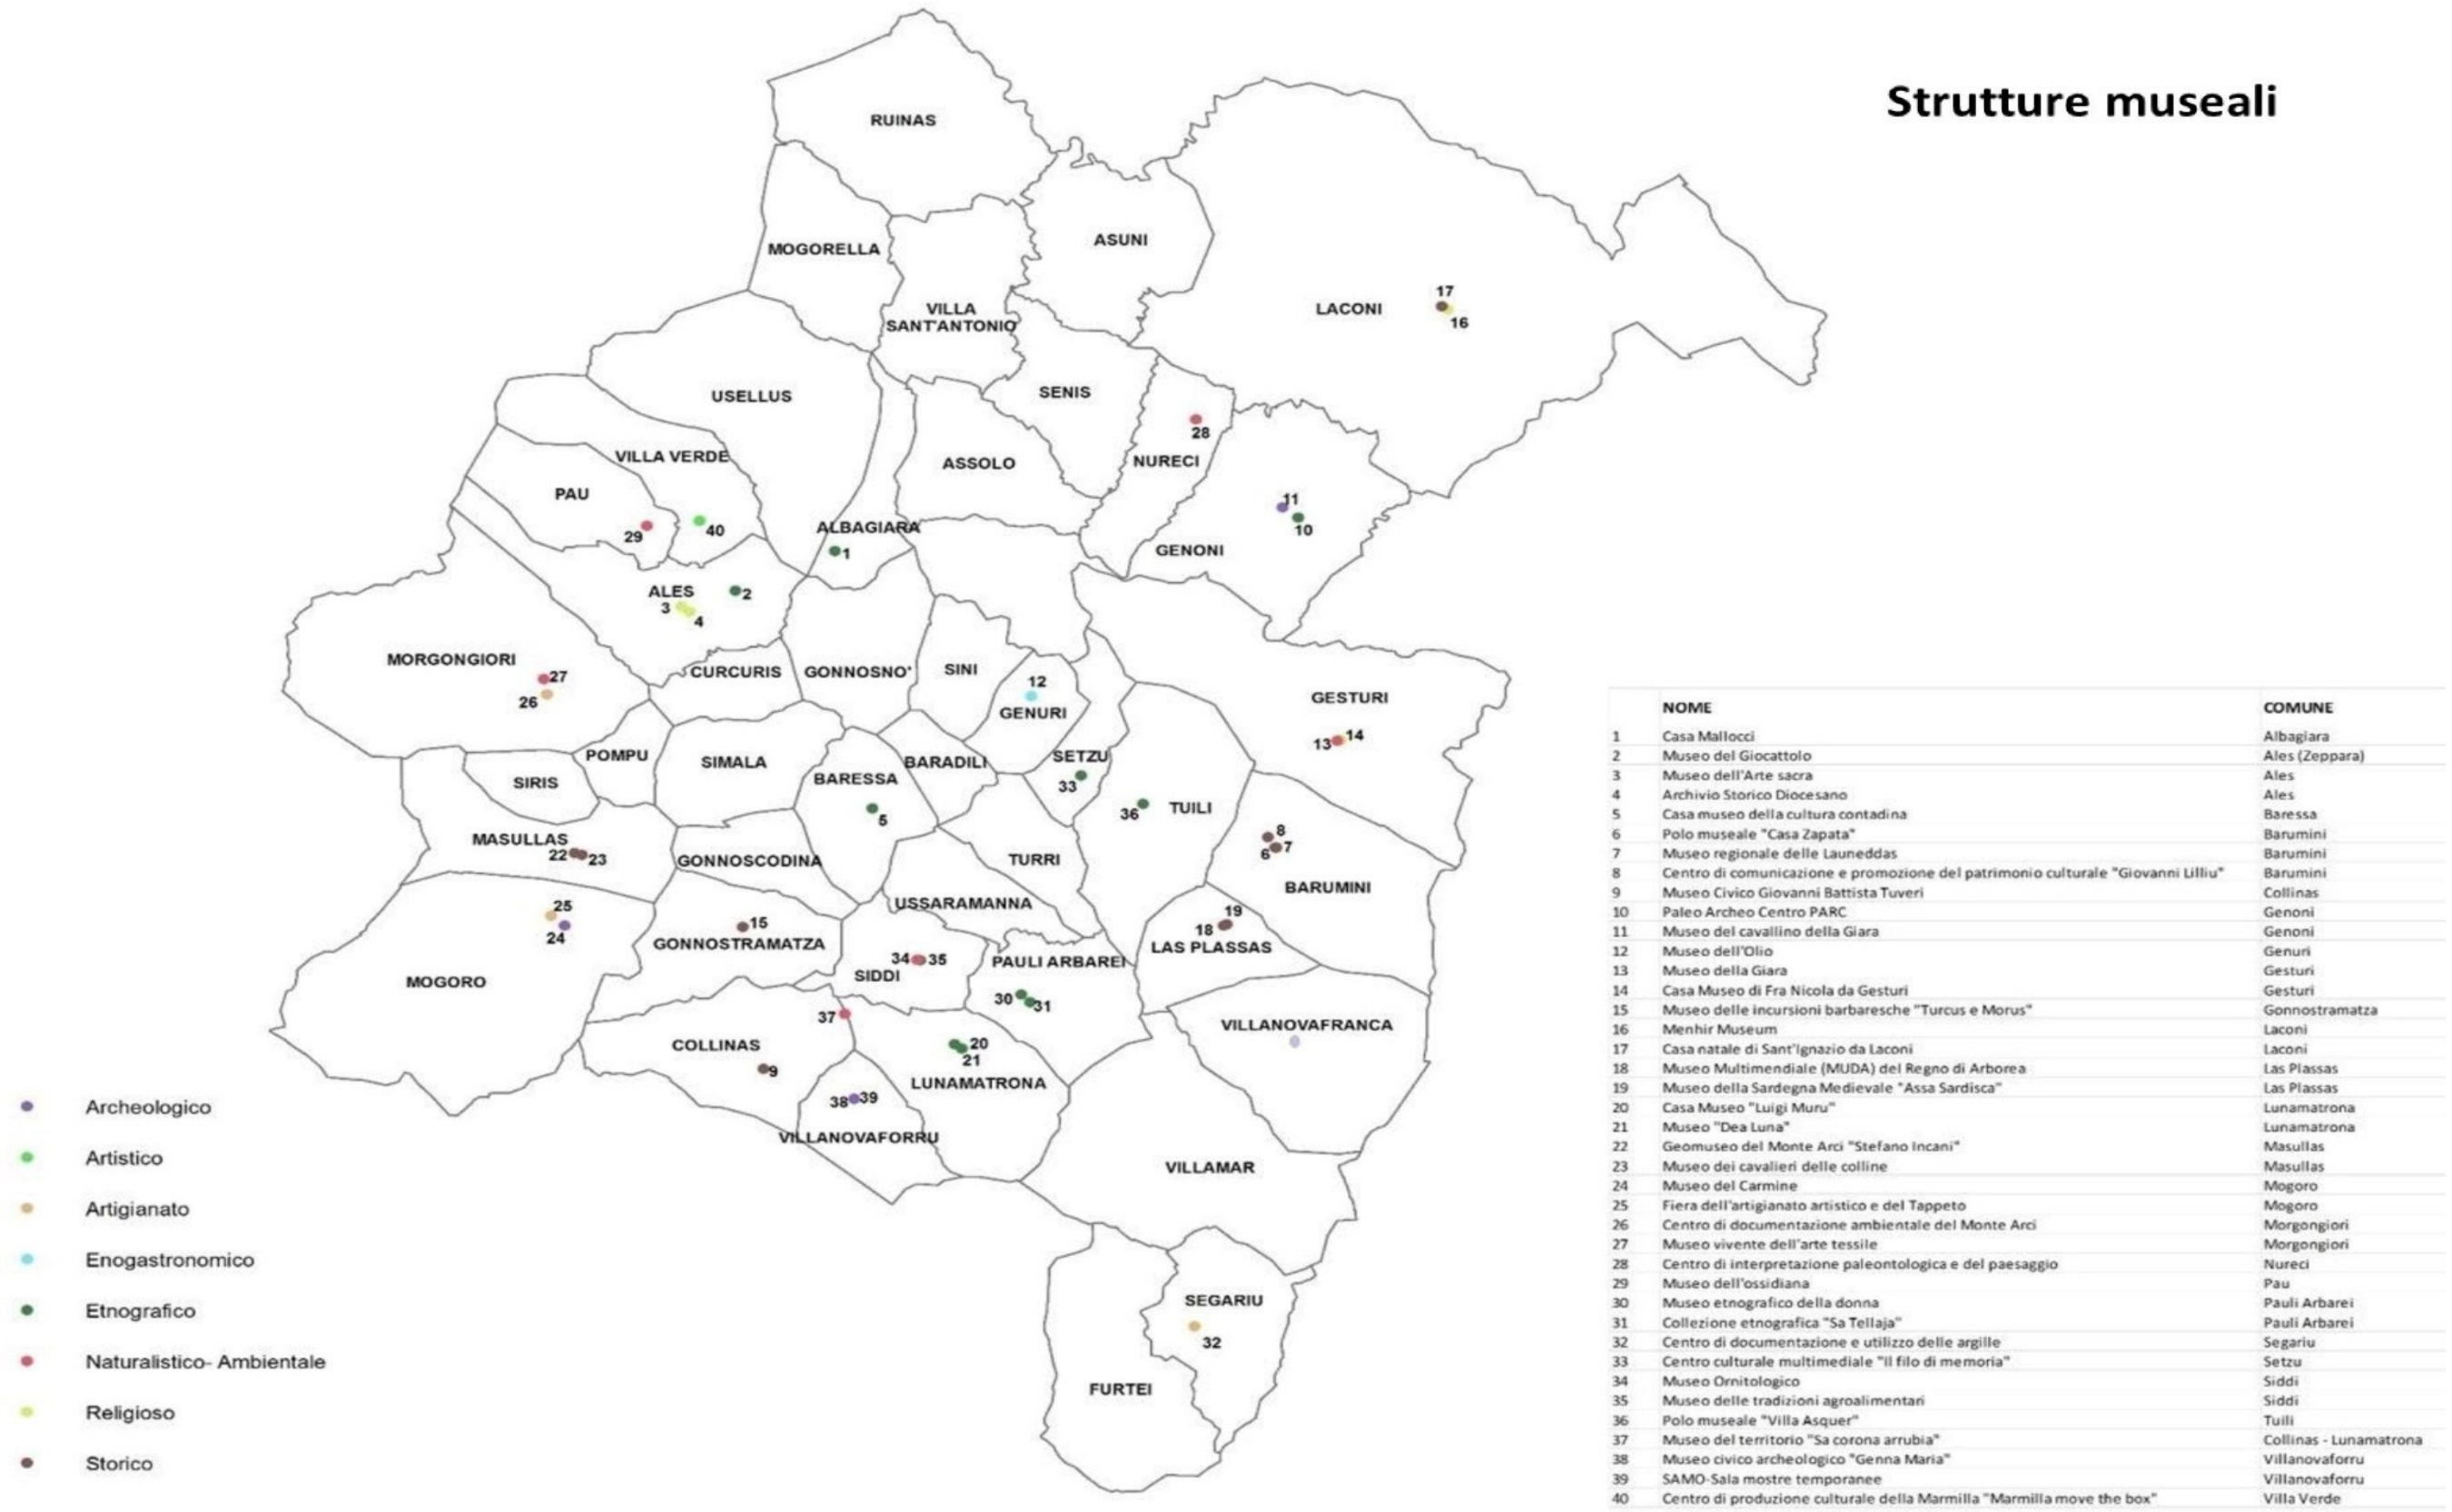 Strutture museali
RUINAS
MOGORELLA
ASUNI
VILLA
SANT'ANTONIO
LACONI
17
16
USELLUS
SENIS
28
NURECI
VILLA VERDE
ASSOLO
PAU
29
40
ALBAGIARA
1
11
10
GENONI
ALES
2
3
4
MORGONGIORI
27
26
CURCURIS
GONNOSNO'
SINI
12
GENURI
GESTURI
13
14
POMPU
SIMALA
SIRIS
BARESSA
5
BARADILI
SETZU
33
36
TUILI
8
6
7
BARUMINI
MASULLAS
22
23
GONNOSCODINA
TURRI
USSARAMANNA
25
24
MOGORO
15
GONNOSTRAMATZA
19
18
LAS PLASSAS
34
35
SIDDI
PAULI ARBAREI
30
31
37
COLLINAS
9
20
21
LUNAMATRONA
VILLANOVAFRANCA
38
39
VILLANOVAFORRU
VILLAMAR
SEGARIU
32
FURTEI
Archeologico
Artistico
Artigianato
Enogastronomico
Etnografico
Naturalistico- Ambientale
Religioso
Storico
NOME COMUNE
1 Casa Mallocci Albagiara
2 Museo del Giocattolo Ales (Zeppara)
3 Museo dell'Arte sacra Ales
4 Archivio Storico Diocesano Ales
5 Casa museo della cultura contadina Baressa
6 Polo museale "Casa Zapata" Barumini
7 Museo regionale delle Launeddas Barumini
8 Centro di comunicazione e promozione del patrimonio culturale "Giovanni Lilliu" Barumini
9 Museo Civico Giovanni Battista Tuveri Collinas
10 Paleo Archeo Centro PARC Genoni
11 Museo del cavallino della Giara Genoni
12 Museo dell'Olio Genuri
13 Museo della Giara Gesturi
14 Casa Museo di Fra Nicola da Gesturi Gesturi
15 Museo delle incursioni barbaresche "Turcus e Morus" Gonnostramatza
16 Menhir Museum Laconi
17 Casa natale di Sant'Ignazio da Laconi Laconi
18 Museo Multimendiale (MUDA) del Regno di Arborea Las Plassas
19 Museo della Sardegna Medievale "Assa Sardisca" Las Plassas
20 Casa Museo "Luigi Muru" Lunamatrona
21 Museo "Dea Luna" Lunamatrona
22 Geomuseo del Monte Arci "Stefano Incani" Masullas
23 Museo dei cavalieri delle colline Masullas
24 Museo del Carmine Mogoro
25 Fiera dell'artigianato artistico e del Tappeto Mogoro
26 Centro di documentazione ambientale del Monte Arci Morgongiori
27 Museo vivente dell'arte tessile Morgongiori
28 Centro di interpretazione paleontologica e del paesaggio Nureci
29 Museo dell'ossidiana Pau
30 Museo etnografico della donna Pauli Arbarei
31 Collezione etnografica "Sa Tellaja" Pauli Arbarei
32 Centro di documentazione e utilizzo delle argille Segariu
33 Centro culturale multimediale "Il filo di memoria" Setzu
34 Museo Ornitologico Siddi
35 Museo delle tradizioni agroalimentari Siddi
36 Polo museale "Villa Asquer" Tuili
37 Museo del territorio "Sa corona arrubia" Collinas - Lunamatrona
38 Museo civico archeologico "Genna Maria" Villanovaforru
39 SAMO-Sala mostre temporanee Villanovaforru
40 Centro di produzione culturale della Marmilla "Marmilla move the box" Villa Verde